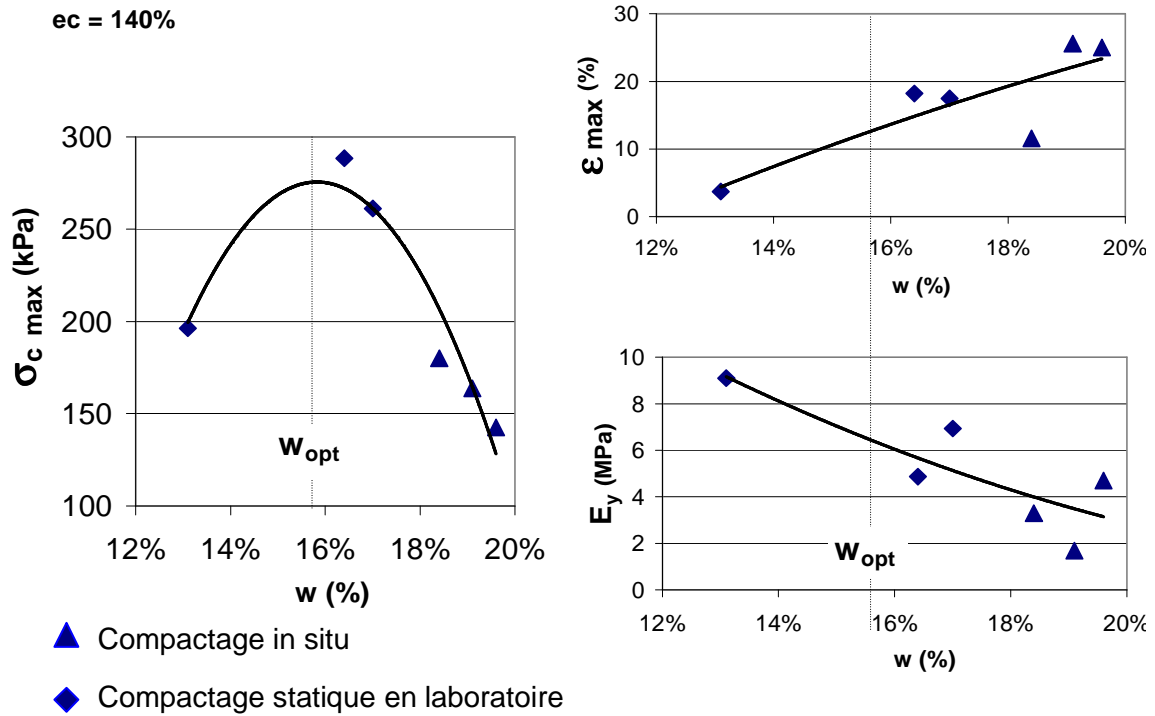 ec = 140%
σc max (kPa)
300
250
200
150
100
12%
14%
16%
18%
20%
w (%)
wopt
ε max (%)
30
20
10
0
12%
14%
16%
18%
20%
w (%)
Ey (MPa)
10
8
6
4
2
0
12%
14%
16%
18%
20%
w (%)
wopt
Compactage in situ
Compactage statique en laboratoire